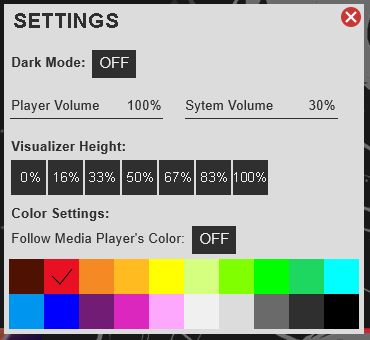 SETTINGS
Dark Mode: OFF
Player Volume 100% Sytem Volume 30%
Visualizer Height:
0% 16% 33% 50% 67% 83% 100%
Color Settings:
Follow Media Player's Color: OFF